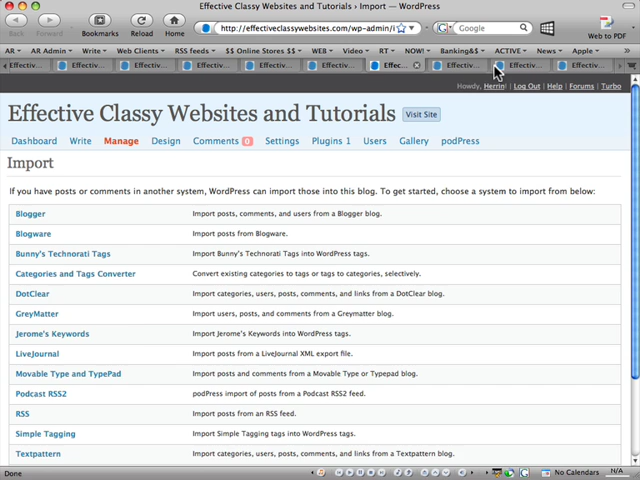 Effective Classy Websites and Tutorials › Import — WordPress
Back Forward Bookmarks Reload Home http://effectiveclassywebsites.com/wp-admin/i Google Web to PDF
AR AR Admin Write Web Clients RSS feeds $$ Online Stores $$ WEB Video RT NOW! Banking&$ ACTIVE News Apple
Effectiv... Effectiv... Effectiv... Effectiv... Effectiv... Effectiv... Effec... Effectiv... Effectiv... Effectiv...
Howdy, Herrin! | Log Out | Help | Forums | Turbo
Effective Classy Websites and Tutorials Visit Site
Dashboard Write Manage Design Comments 0 Settings Plugins 1 Users Gallery podPress
Import
If you have posts or comments in another system, WordPress can import those into this blog. To get started, choose a system to import from below:
Blogger Import posts, comments, and users from a Blogger blog.
Blogware Import posts from Blogware.
Bunny's Technorati Tags Import Bunny's Technorati Tags into WordPress tags.
Categories and Tags Converter Convert existing categories to tags or tags to categories, selectively.
DotClear Import categories, users, posts, comments, and links from a DotClear blog.
GreyMatter Import users, posts, and comments from a Greymatter blog.
Jerome's Keywords Import Jerome's Keywords into WordPress tags.
LiveJournal Import posts from a LiveJournal XML export file.
Movable Type and TypePad Import posts and comments from a Movable Type or Typepad blog.
Podcast RSS2 podPress import of posts from a Podcast RSS2 feed.
RSS Import posts from an RSS feed.
Simple Tagging Import Simple Tagging tags into WordPress tags.
Textpattern Import categories, users, posts, comments, and links from a Textpattern blog.
Done No Calendars N/A